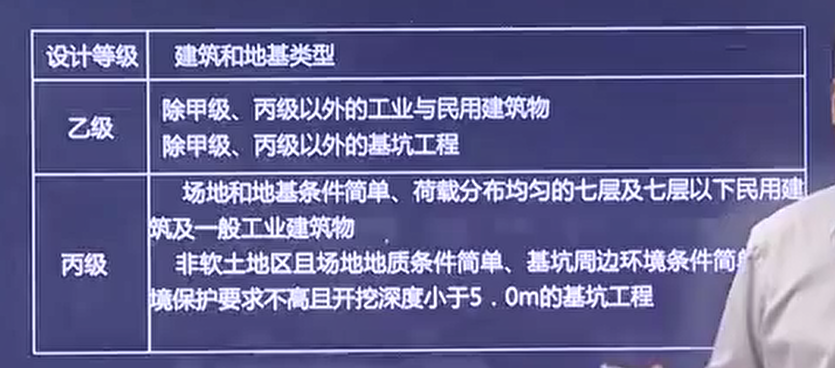 设计等级 建筑和地基类型
乙级
除甲级、丙级以外的工业与民用建筑物
除甲级、丙级以外的基坑工程
丙级
场地和地基条件简单、荷载分布均匀的七层及七层以下民用建
筑及一般工业建筑物
非软土地区且场地地质条件简单、基坑周边环境条件简
境保护要求不高且开挖深度小于5.0m的基坑工程